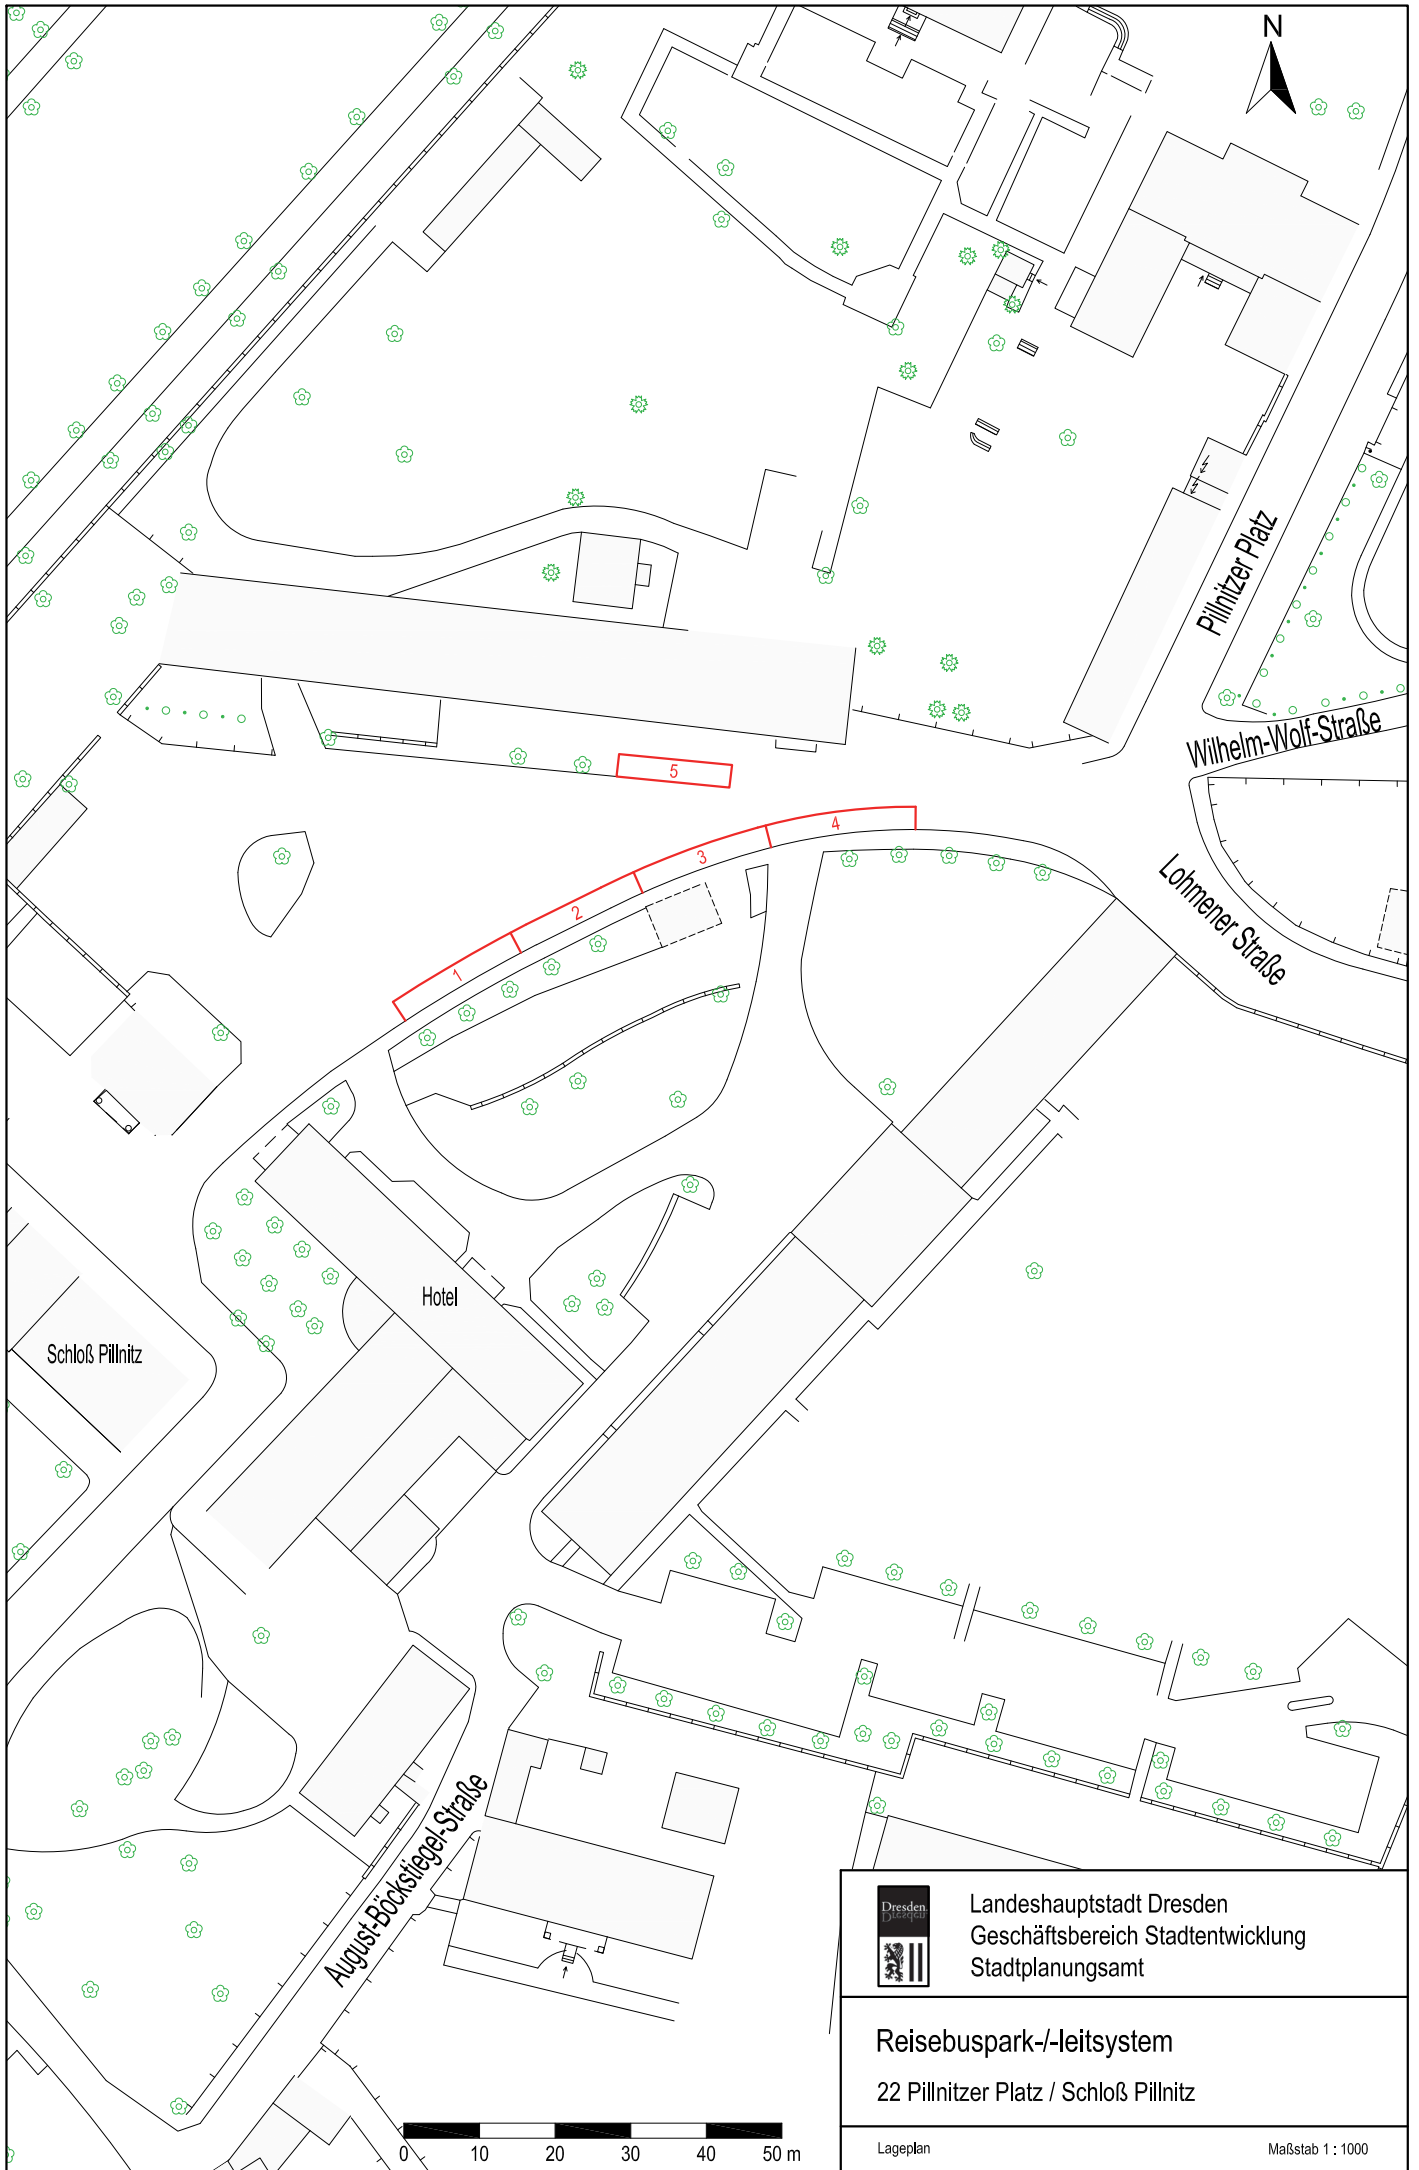 N
Pillnitzer Platz
Wilhelm-Wolf-Straße
5
4
3
2
1
Lohmener Straße
Hotel
Schloß Pillnitz
August-Böckstiegel-Straße
Dresden.
Landeshauptstadt Dresden
Geschäftsbereich Stadtentwicklung
Stadtplanungsamt
Reisebuspark-/-leitsystem
22 Pillnitzer Platz / Schloß Pillnitz
0 10 20 30 40 50 m
Lageplan Maßstab 1 : 1000